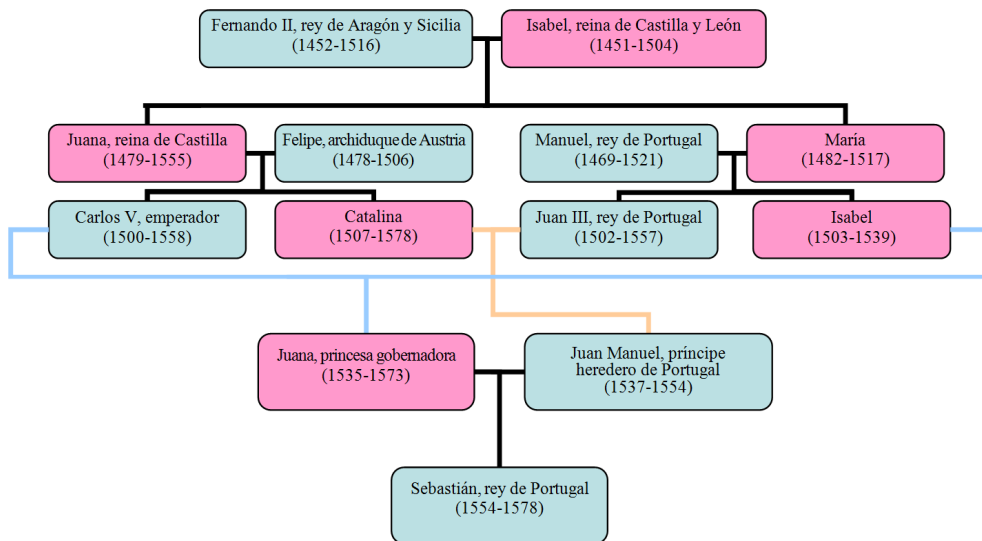 Fernando II, rey de Aragón y Sicilia
(1452-1516)
Isabel, reina de Castilla y León
(1451-1504)
Juana, reina de Castilla
(1479-1555)
Felipe, archiduque de Austria
(1478-1506)
Manuel, rey de Portugal
(1469-1521)
María
(1482-1517)
Carlos V, emperador
(1500-1558)
Catalina
(1507-1578)
Juan III, rey de Portugal
(1502-1557)
Isabel
(1503-1539)
Juana, princesa gobernadora
(1535-1573)
Juan Manuel, príncipe
heredero de Portugal
(1537-1554)
Sebastián, rey de Portugal
(1554-1578)